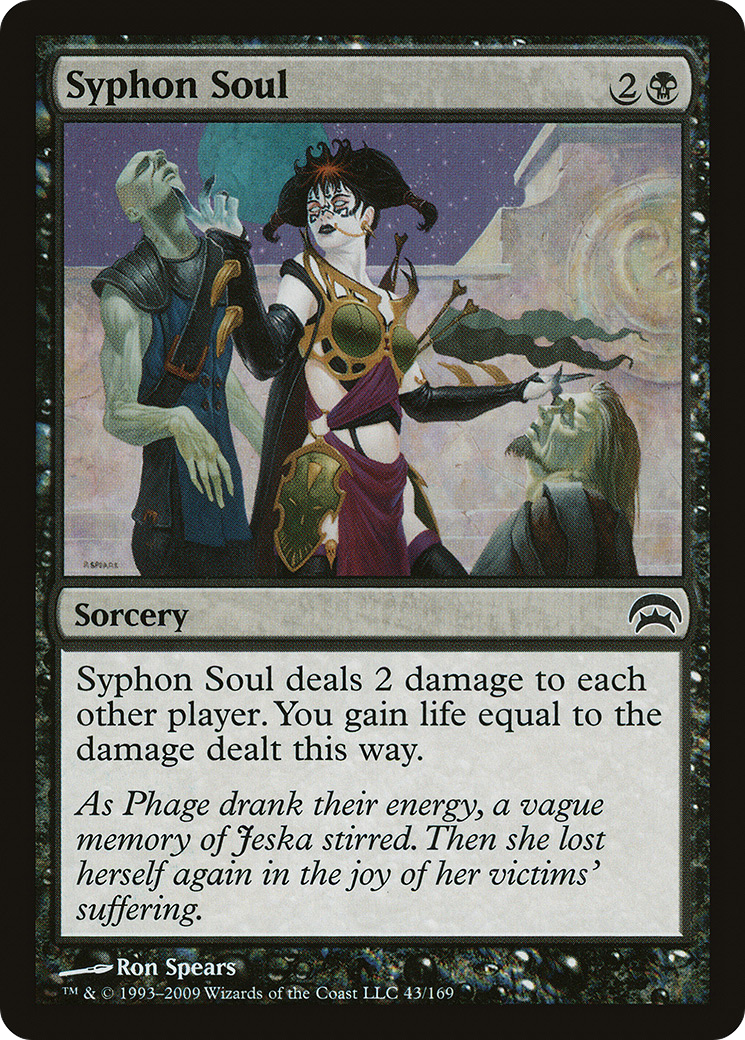 Syphon Soul 2
R. SPEARS
Sorcery
Syphon Soul deals 2 damage to each
other player. You gain life equal to the
damage dealt this way.
As Phage drank their energy, a vague
memory of Jeska stirred. Then she lost
herself again in the joy of her victims’
suffering.
Ron Spears
™ & © 1993–2009 Wizards of the Coast LLC 43/169